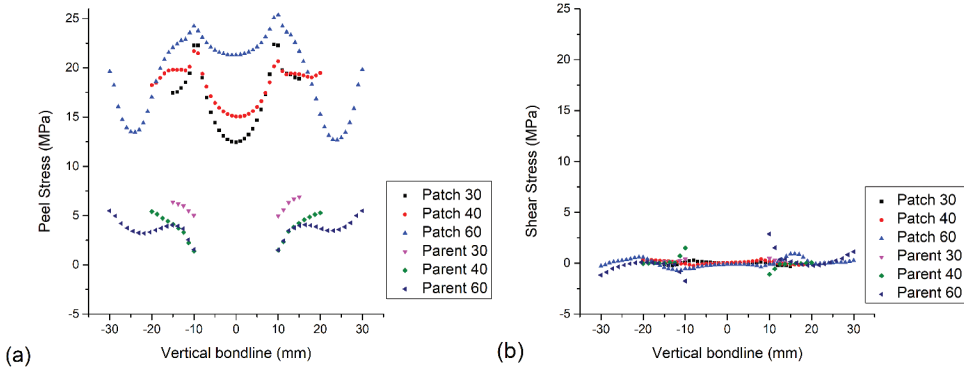 25
20
15
10
5
0
-5
Peel Stress (MPa)
-30 -20 -10 0 10 20 30
Vertical bondline (mm)
Patch 30
Patch 40
Patch 60
Parent 30
Parent 40
Parent 60
(a)
25
20
15
10
5
0
-5
Shear Stress (MPa)
-30 -20 -10 0 10 20 30
Vertical bondline (mm)
Patch 30
Patch 40
Patch 60
Parent 30
Parent 40
Parent 60
(b)